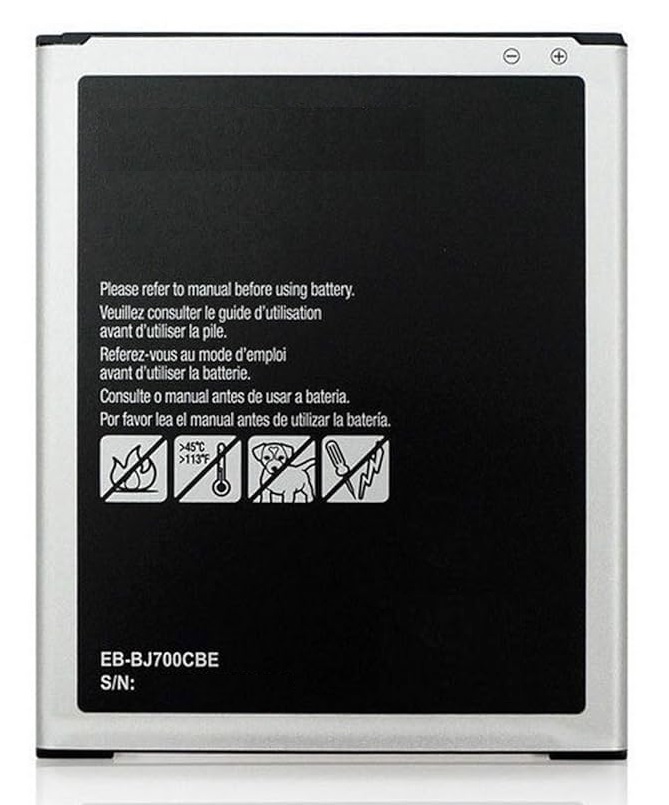 Please refer to manual before using battery.
Veuillez consulter le guide d'utilisation
avant d'utiliser la pile.
Referez-vous au mode d'emploi
avant d'utiliser la batterie.
Consulte o manual antes de usar a bateria.
Por favor lea el manual antes de utilizar la batería.
>45°C
>113°F
EB-BJ700CBE
S/N: